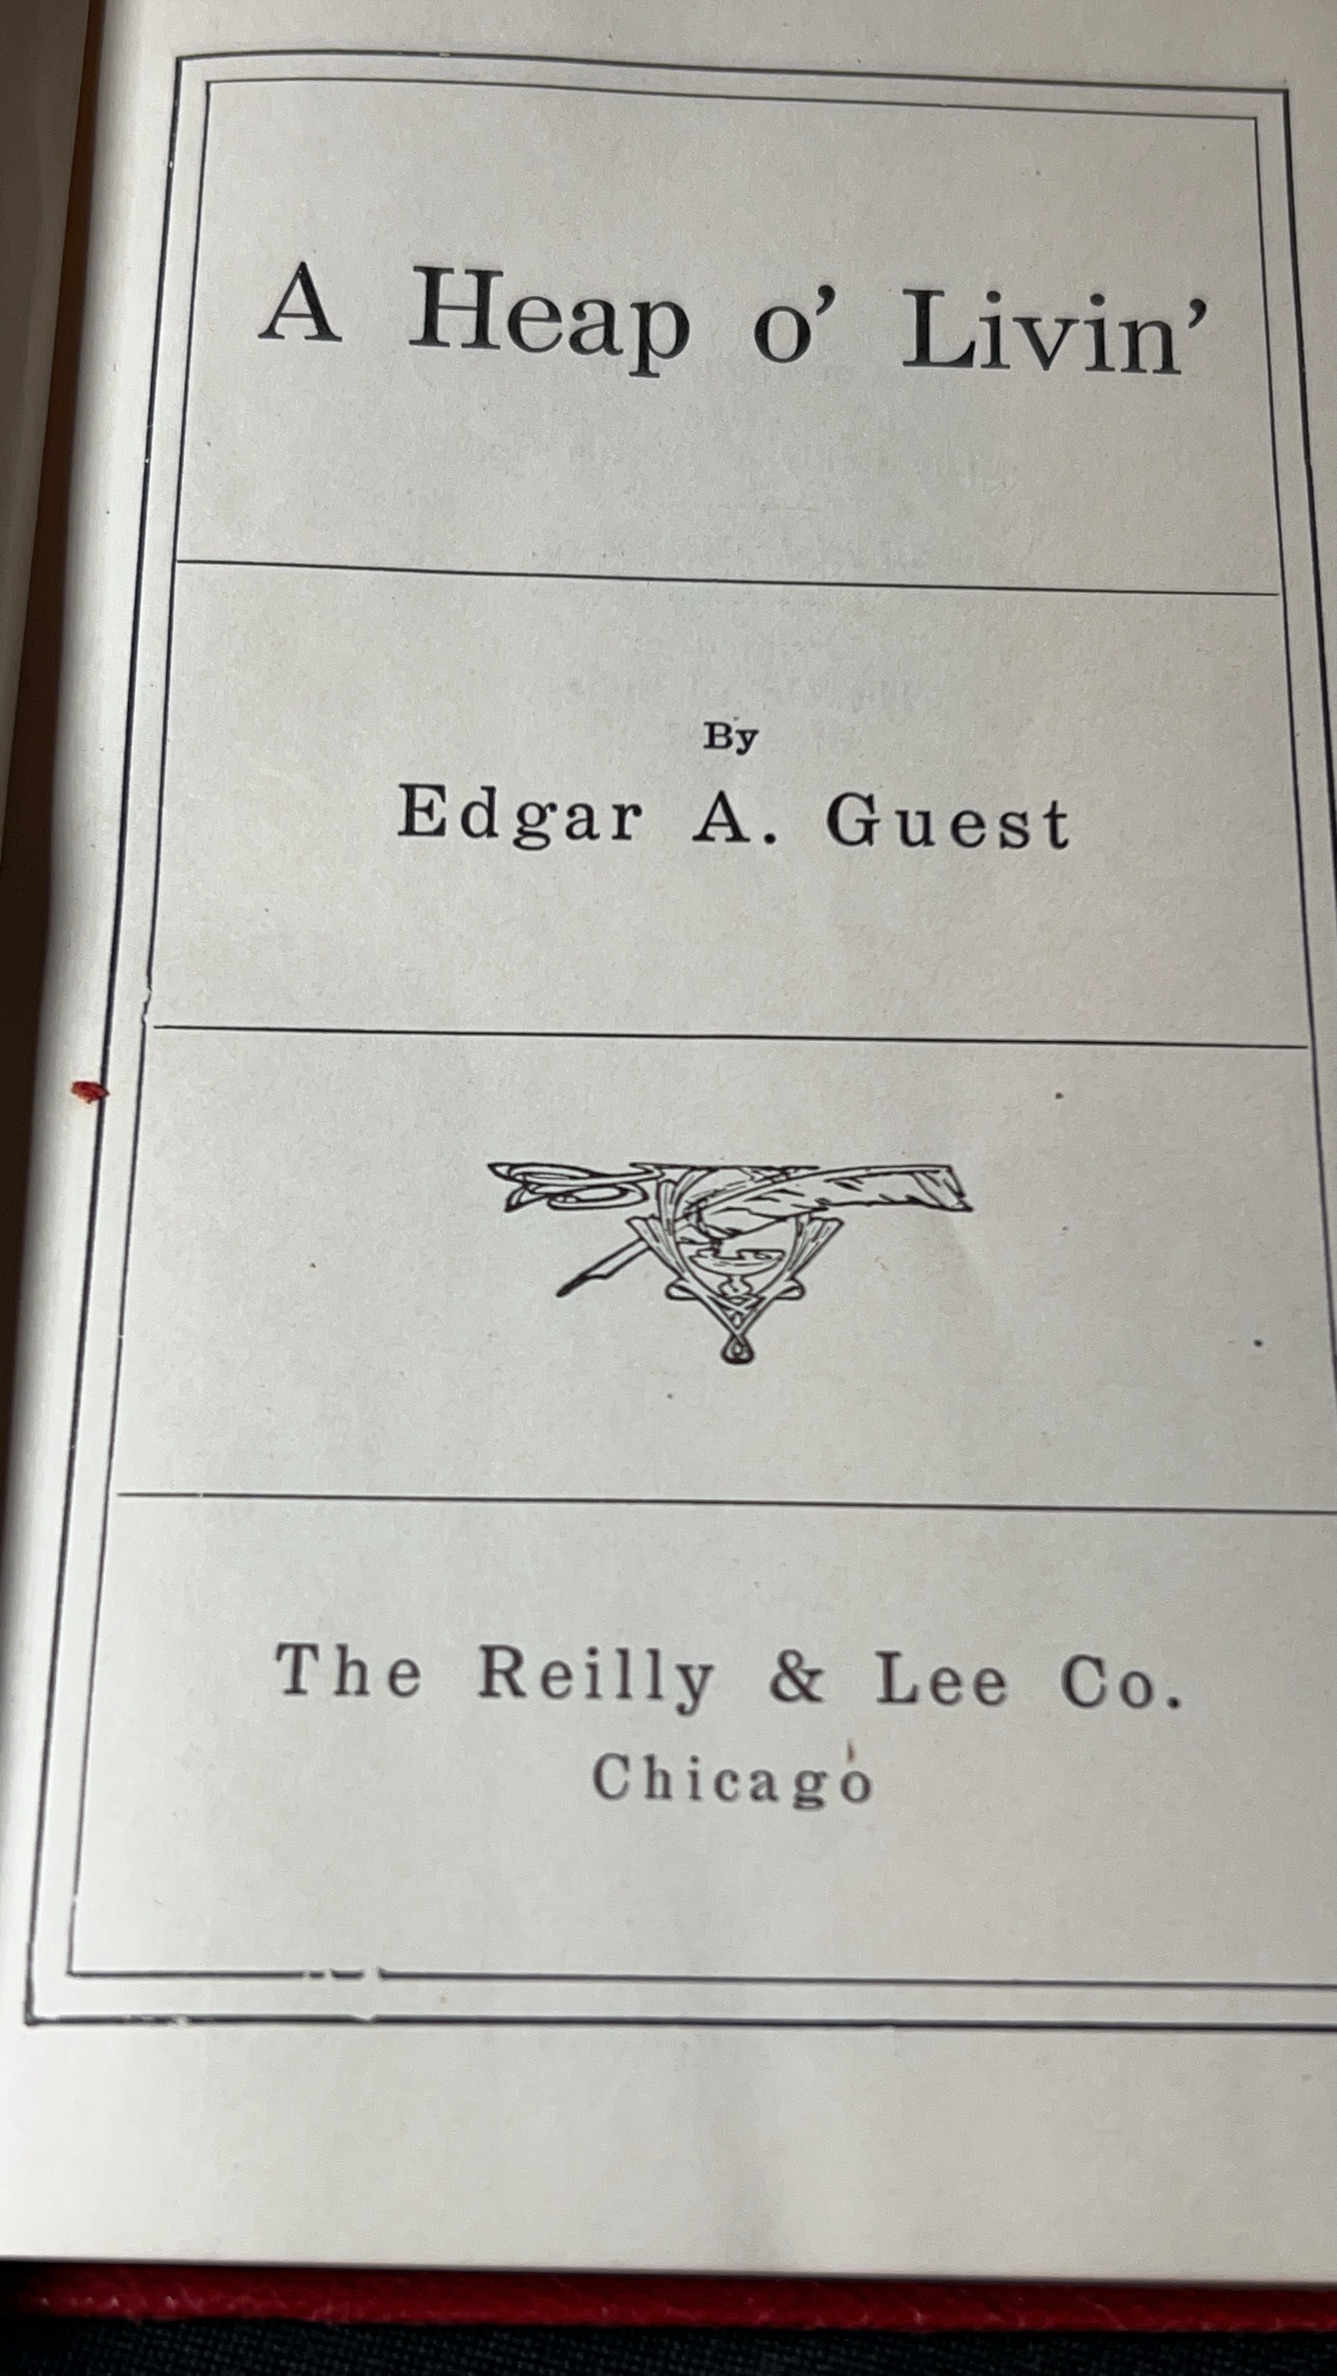 A Heap o’ Livin’
By
Edgar A. Guest
The Reilly & Lee Co.
Chicago